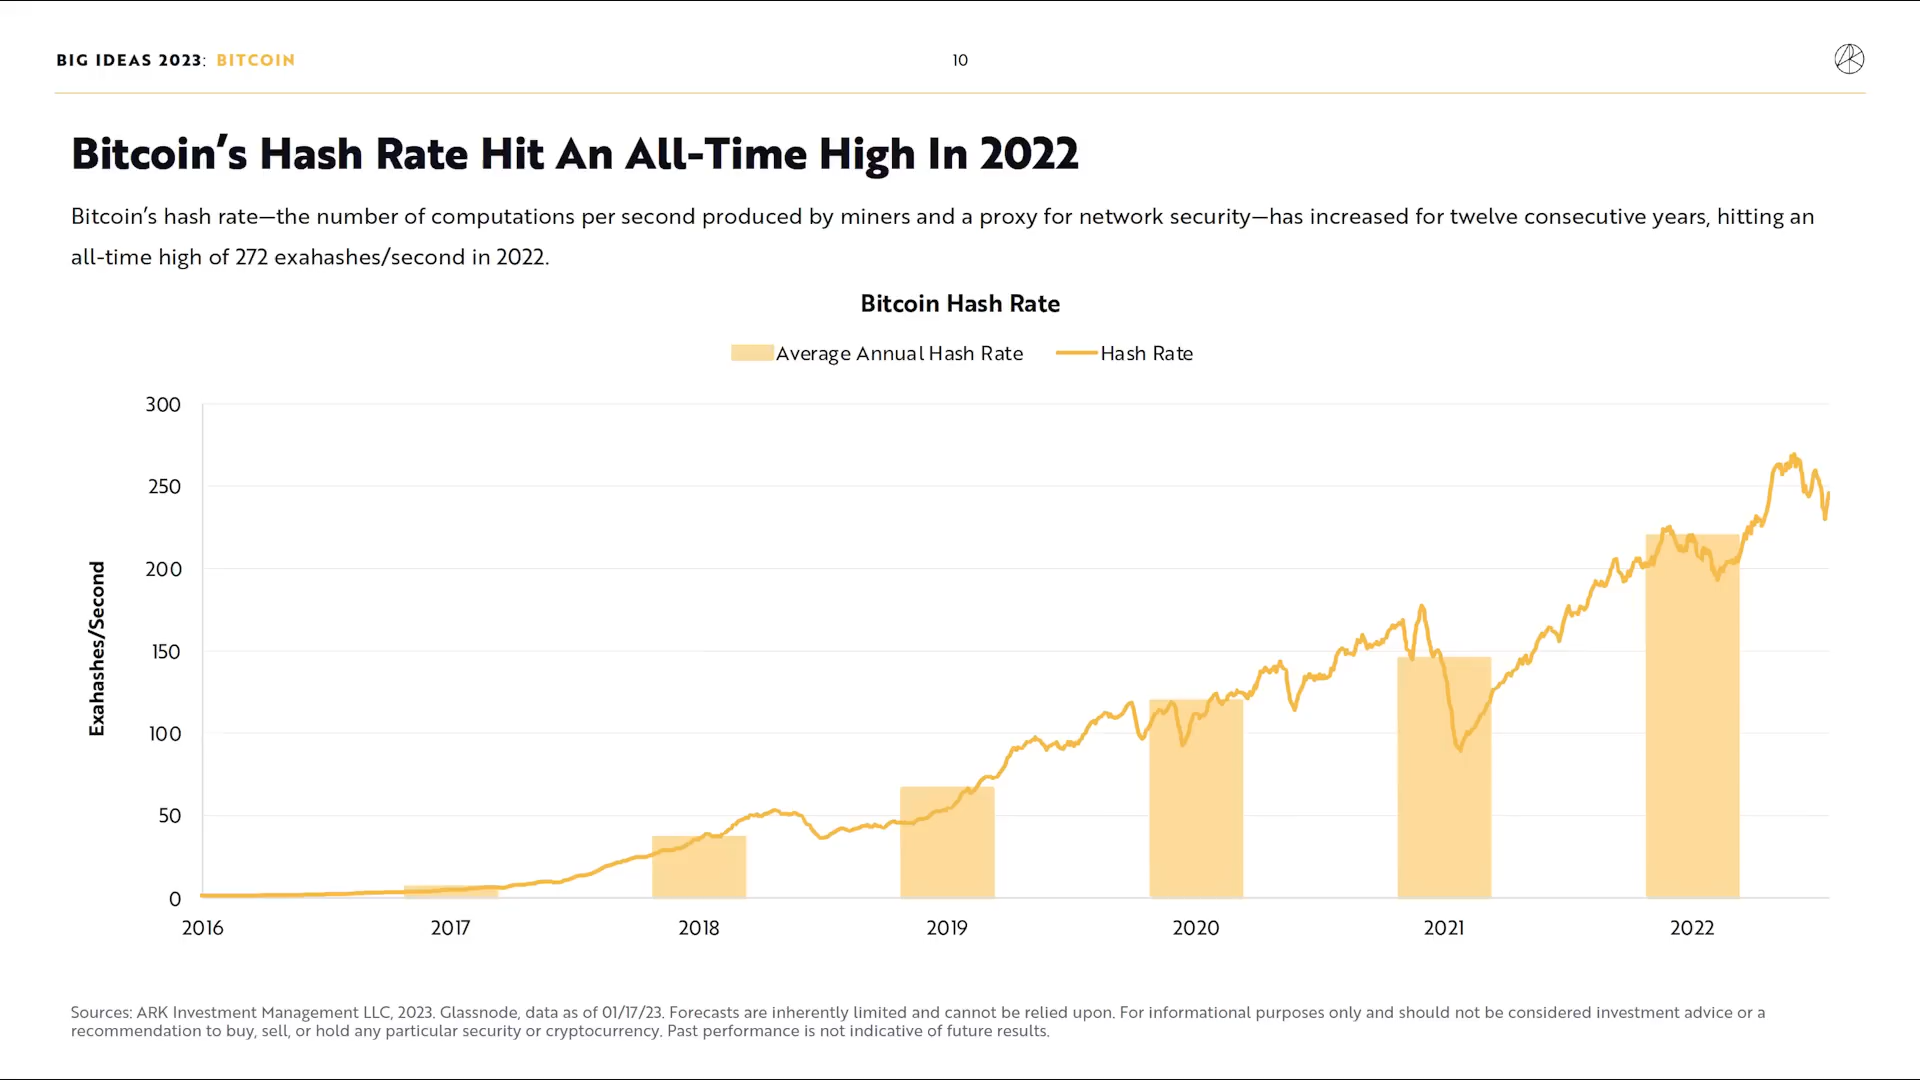 BIG IDEAS 2023: BITCOIN
10
Bitcoin’s Hash Rate Hit An All-Time High In 2022
Bitcoin’s hash rate—the number of computations per second produced by miners and a proxy for network security—has increased for twelve consecutive years, hitting an
all-time high of 272 exahashes/second in 2022.
Bitcoin Hash Rate
Average Annual Hash Rate
Hash Rate
Exahashes/Second
300
250
200
150
100
50
0
2016
2017
2018
2019
2020
2021
2022
Sources: ARK Investment Management LLC, 2023. Glassnode, data as of 01/17/23. Forecasts are inherently limited and cannot be relied upon. For informational purposes only and should not be considered investment advice or a
recommendation to buy, sell, or hold any particular security or cryptocurrency. Past performance is not indicative of future results.